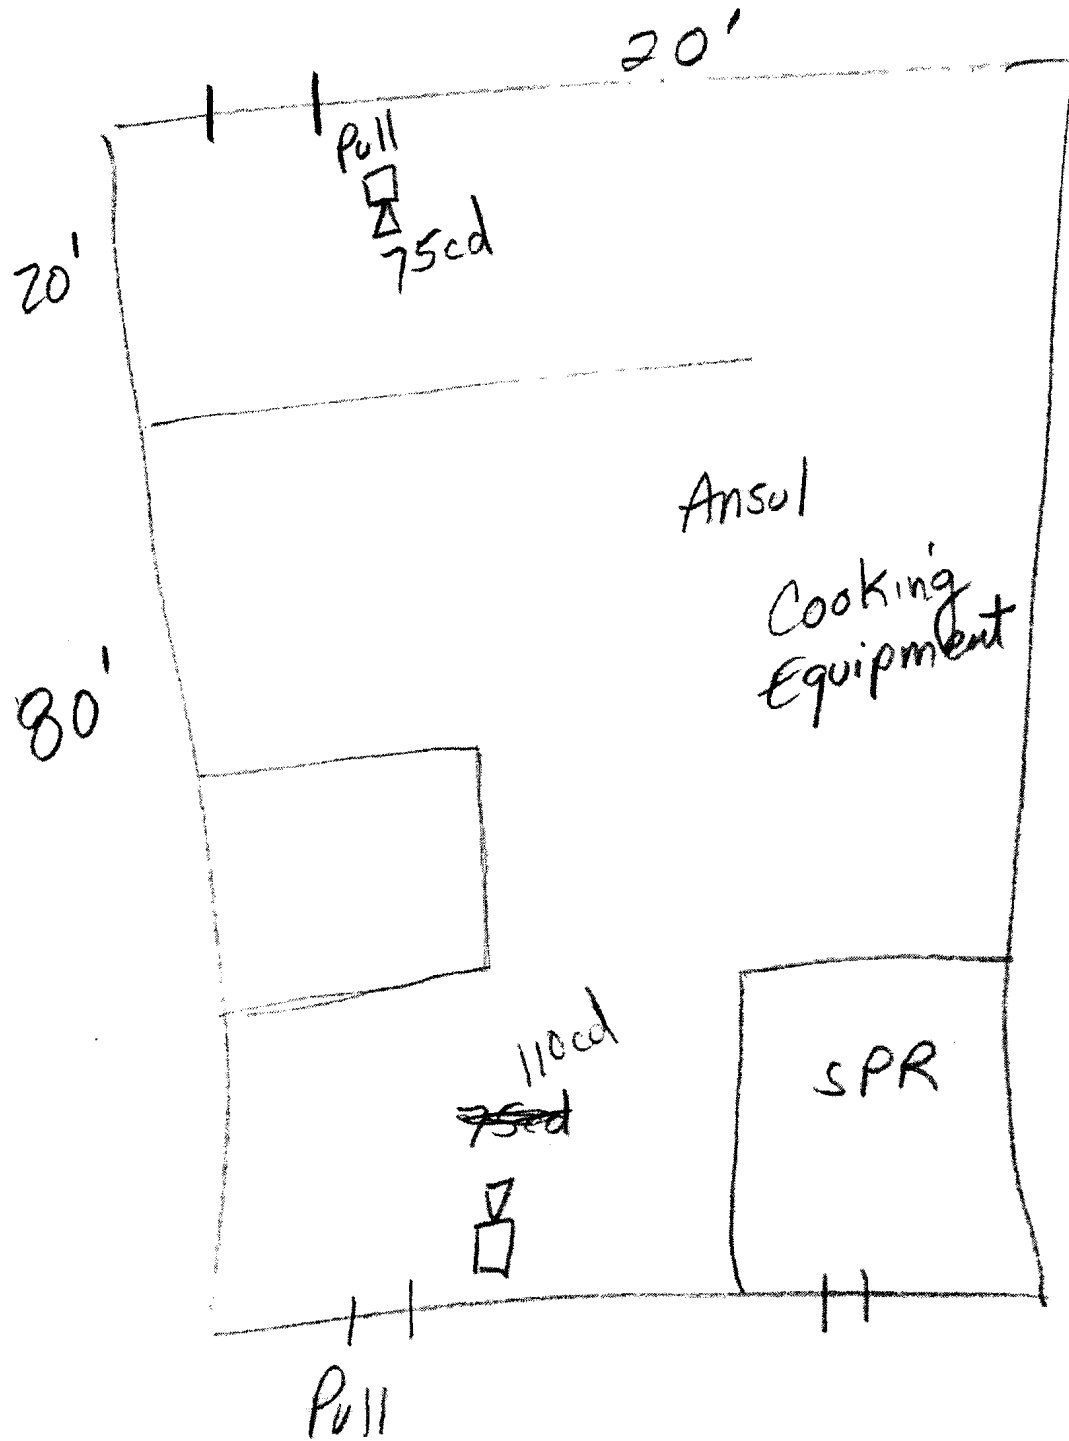 20'
Pull
75cd
20'
Ansul
Cooking
Equipment
80'
110cd
75cd
SPR
Pull